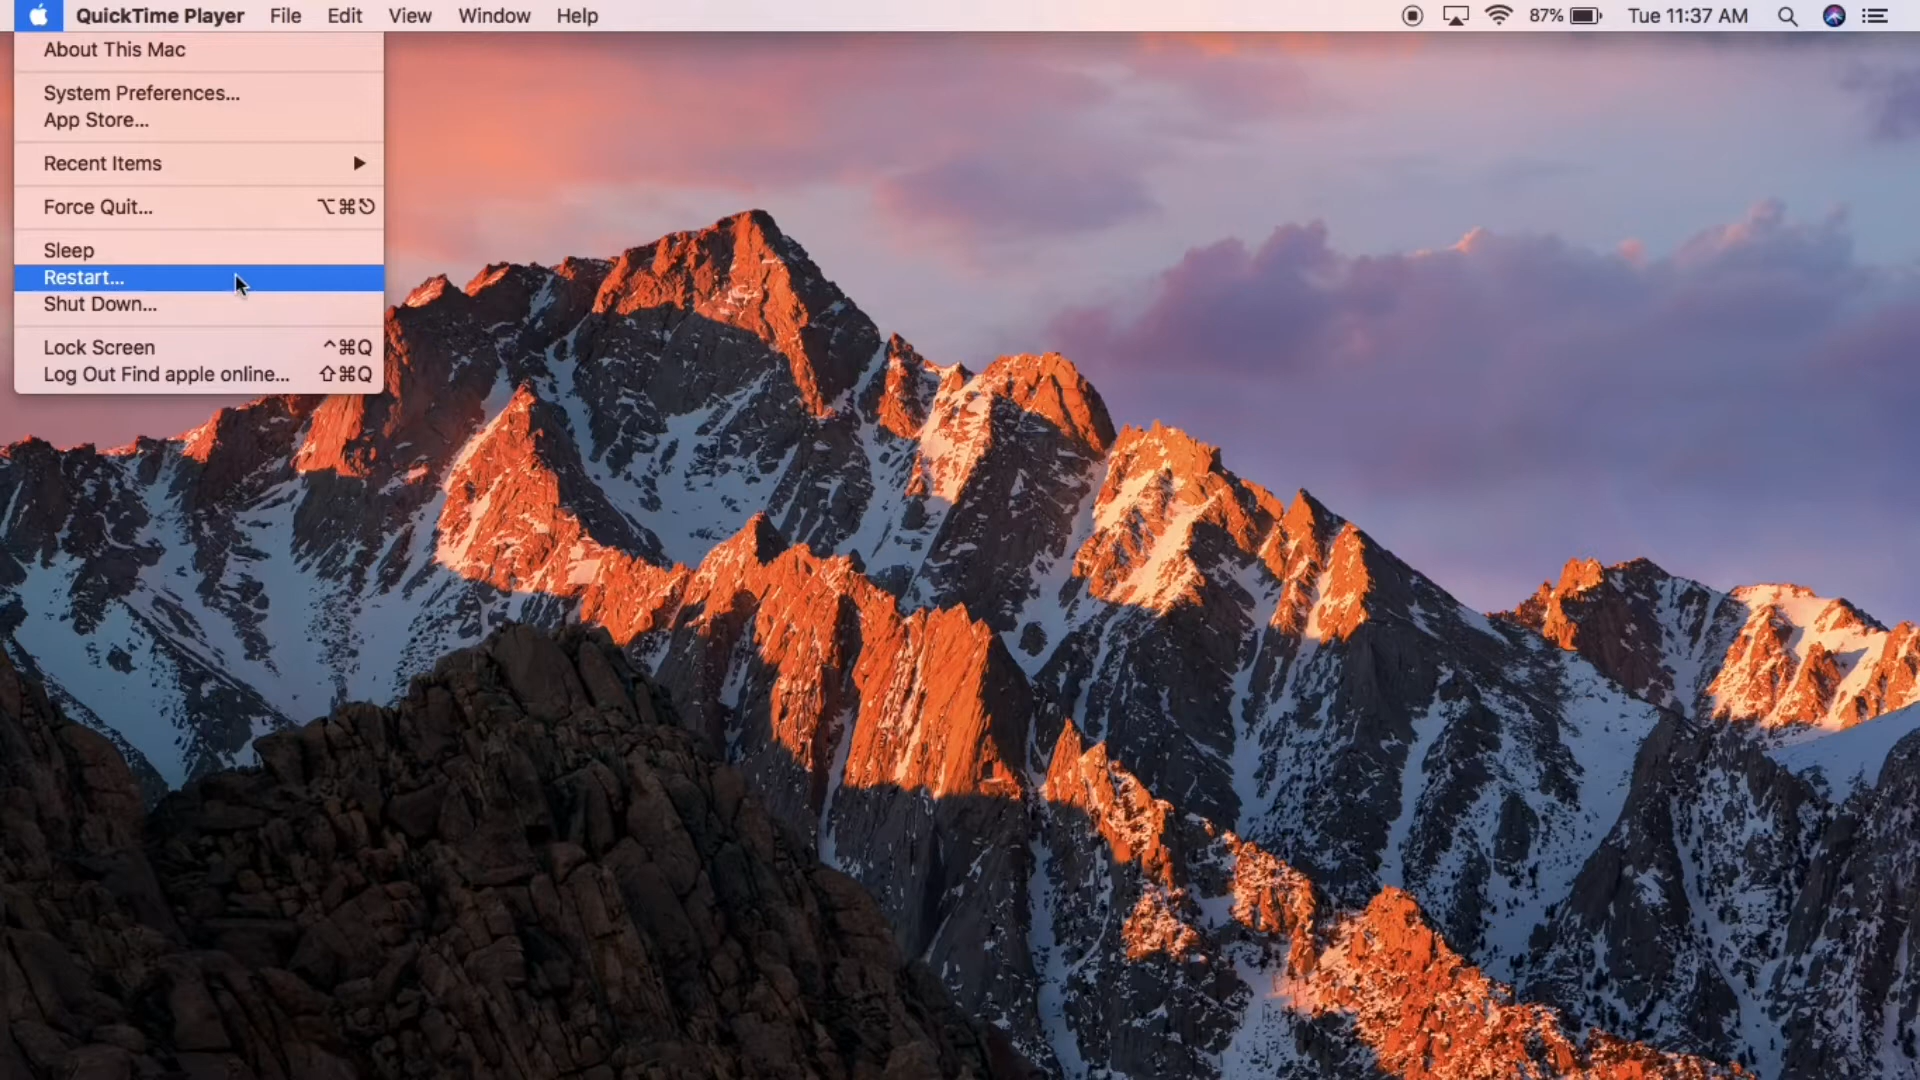 QuickTime Player File Edit View Window Help 87% Tue 11:37 AM
About This Mac
System Preferences...
App Store...
Recent Items
Force Quit... ⌥⌘⎋
Sleep
Restart...
Shut Down...
Lock Screen ^⌘Q
Log Out Find apple online... ⇧⌘Q